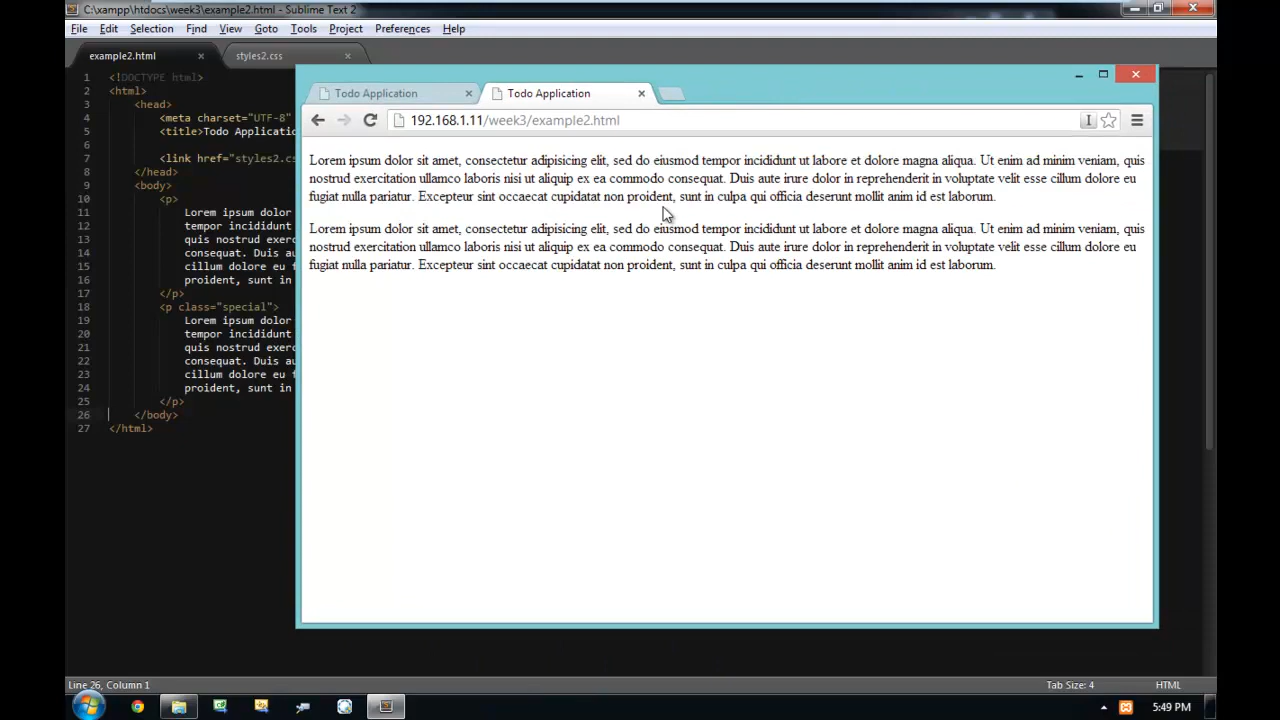 C:\xampp\htdocs\week3\example2.html - Sublime Text 2
File Edit Selection Find View Goto Tools Project Preferences Help
example2.html × styles2.css ×
1 <!DOCTYPE html>
2 <html>
3 <head>
4 <meta charset="UTF-8"
5 <title>Todo Applicatio
6
7 <link href="styles2.cs
8 </head>
9 <body>
10 <p>
11 Lorem ipsum dolor
12 tempor incididunt
13 quis nostrud exerc
14 consequat. Duis au
15 cillum dolore eu f
16 proident, sunt in
17 </p>
18 <p class="special">
19 Lorem ipsum dolor
20 tempor incididunt
21 quis nostrud exerc
22 consequat. Duis au
23 cillum dolore eu f
24 proident, sunt in
25 </p>
26 </body>
27 </html>
Todo Application × Todo Application ×
192.168.1.11/week3/example2.html
Lorem ipsum dolor sit amet, consectetur adipisicing elit, sed do eiusmod tempor incididunt ut labore et dolore magna aliqua. Ut enim ad minim veniam, quis
nostrud exercitation ullamco laboris nisi ut aliquip ex ea commodo consequat. Duis aute irure dolor in reprehenderit in voluptate velit esse cillum dolore eu
fugiat nulla pariatur. Excepteur sint occaecat cupidatat non proident, sunt in culpa qui officia deserunt mollit anim id est laborum.
Lorem ipsum dolor sit amet, consectetur adipisicing elit, sed do eiusmod tempor incididunt ut labore et dolore magna aliqua. Ut enim ad minim veniam, quis
nostrud exercitation ullamco laboris nisi ut aliquip ex ea commodo consequat. Duis aute irure dolor in reprehenderit in voluptate velit esse cillum dolore eu
fugiat nulla pariatur. Excepteur sint occaecat cupidatat non proident, sunt in culpa qui officia deserunt mollit anim id est laborum.
Line 26, Column 1 Tab Size: 4 HTML
5:49 PM